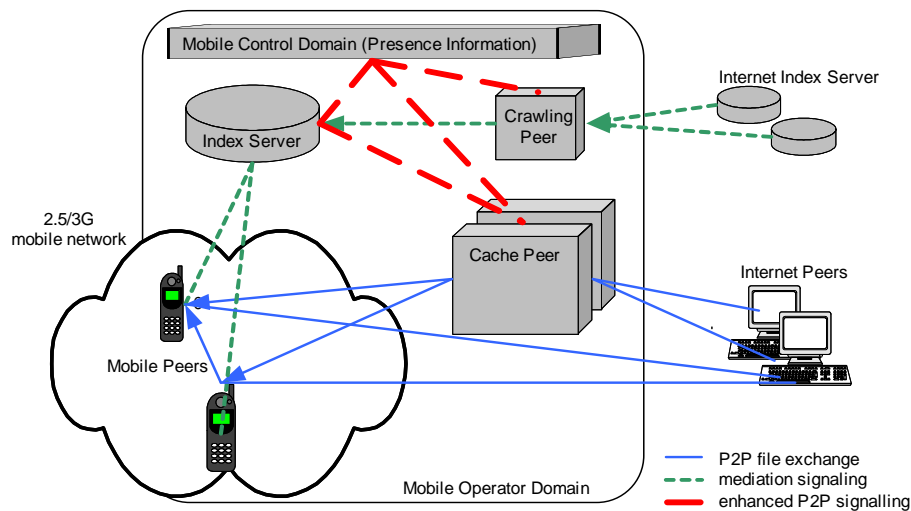 Mobile Control Domain (Presence Information)
Internet Index Server
Crawling
Peer
Index Server
2.5/3G
mobile network
Cache Peer
Internet Peers
Mobile Peers
P2P file exchange
mediation signaling
enhanced P2P signalling
Mobile Operator Domain